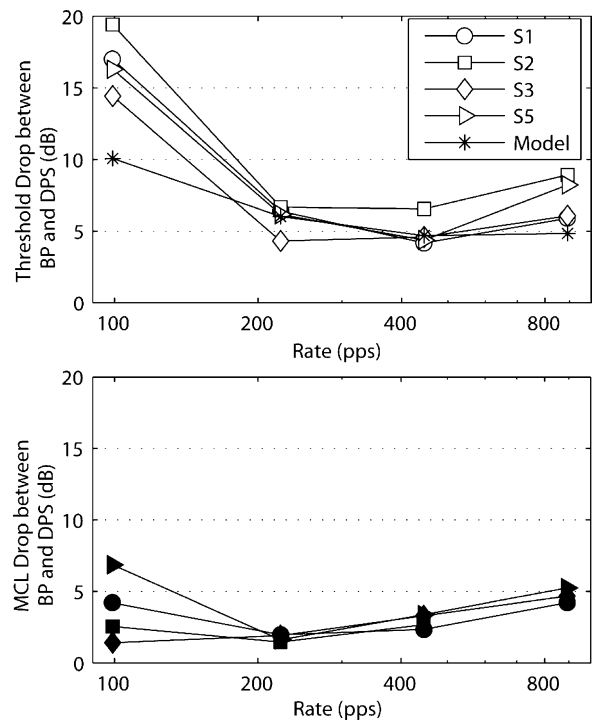 Threshold Drop between
BP and DPS (dB)
20
15
10
5
0
S1
S2
S3
S5
Model
100
200
400
800
Rate (pps)
MCL Drop between
BP and DPS (dB)
20
15
10
5
0
100
200
400
800
Rate (pps)